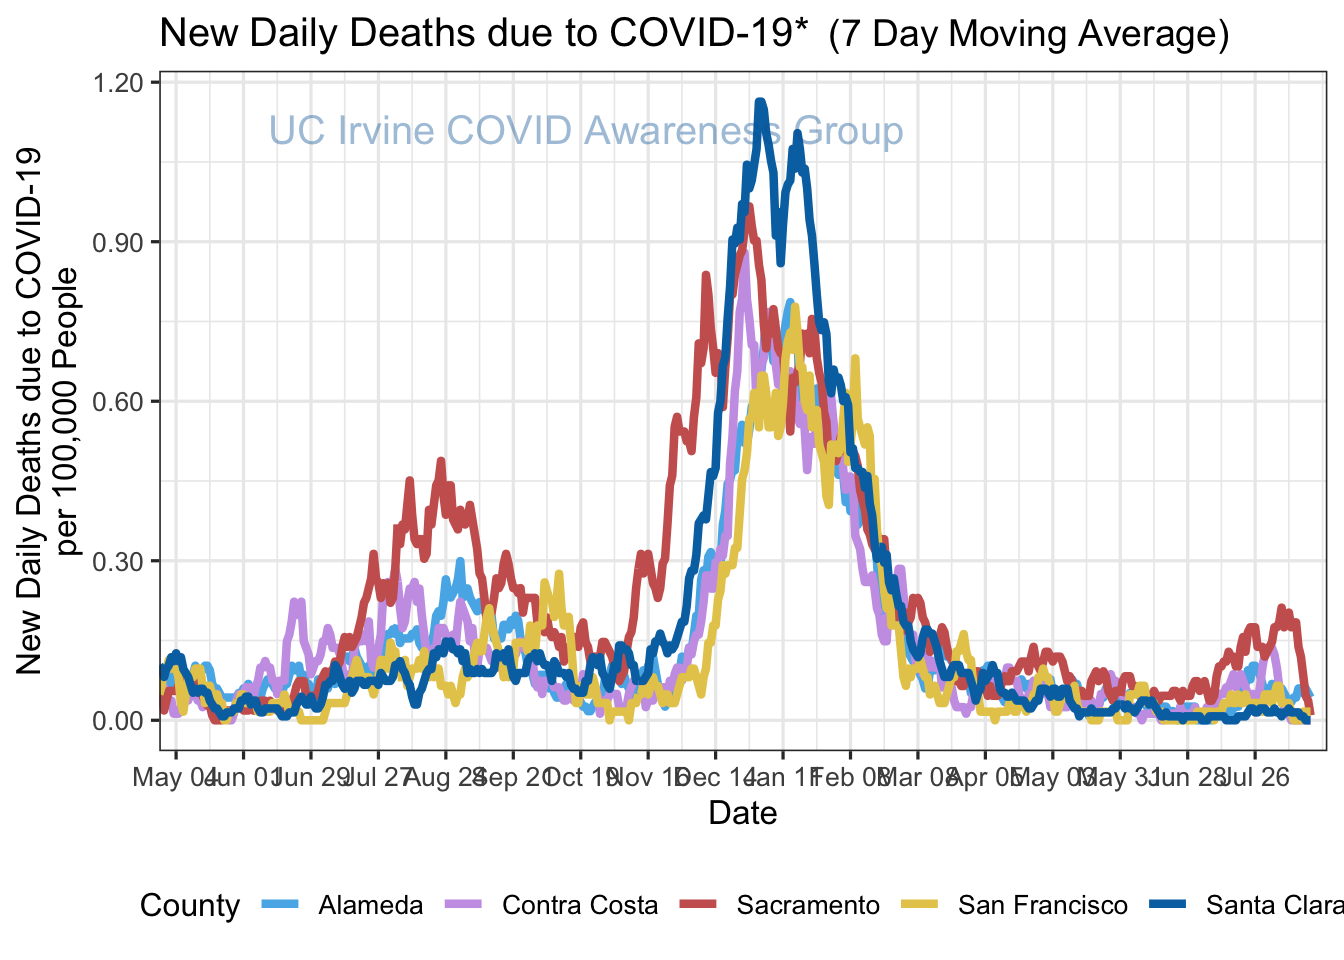 New Daily Deaths due to COVID-19* (7 Day Moving Average)
UC Irvine COVID Awareness Group
New Daily Deaths due to COVID-19
per 100,000 People
1.20
0.90
0.60
0.30
0.00
May 04 Jun 01 Jun 29 Jul 27 Aug 24 Sep 20 Oct 19 Nov 16 Dec 14 Jan 11 Feb 08 Mar 08 Apr 05 May 03 May 31 Jun 28 Jul 26
Date
County Alameda Contra Costa Sacramento San Francisco Santa Clara